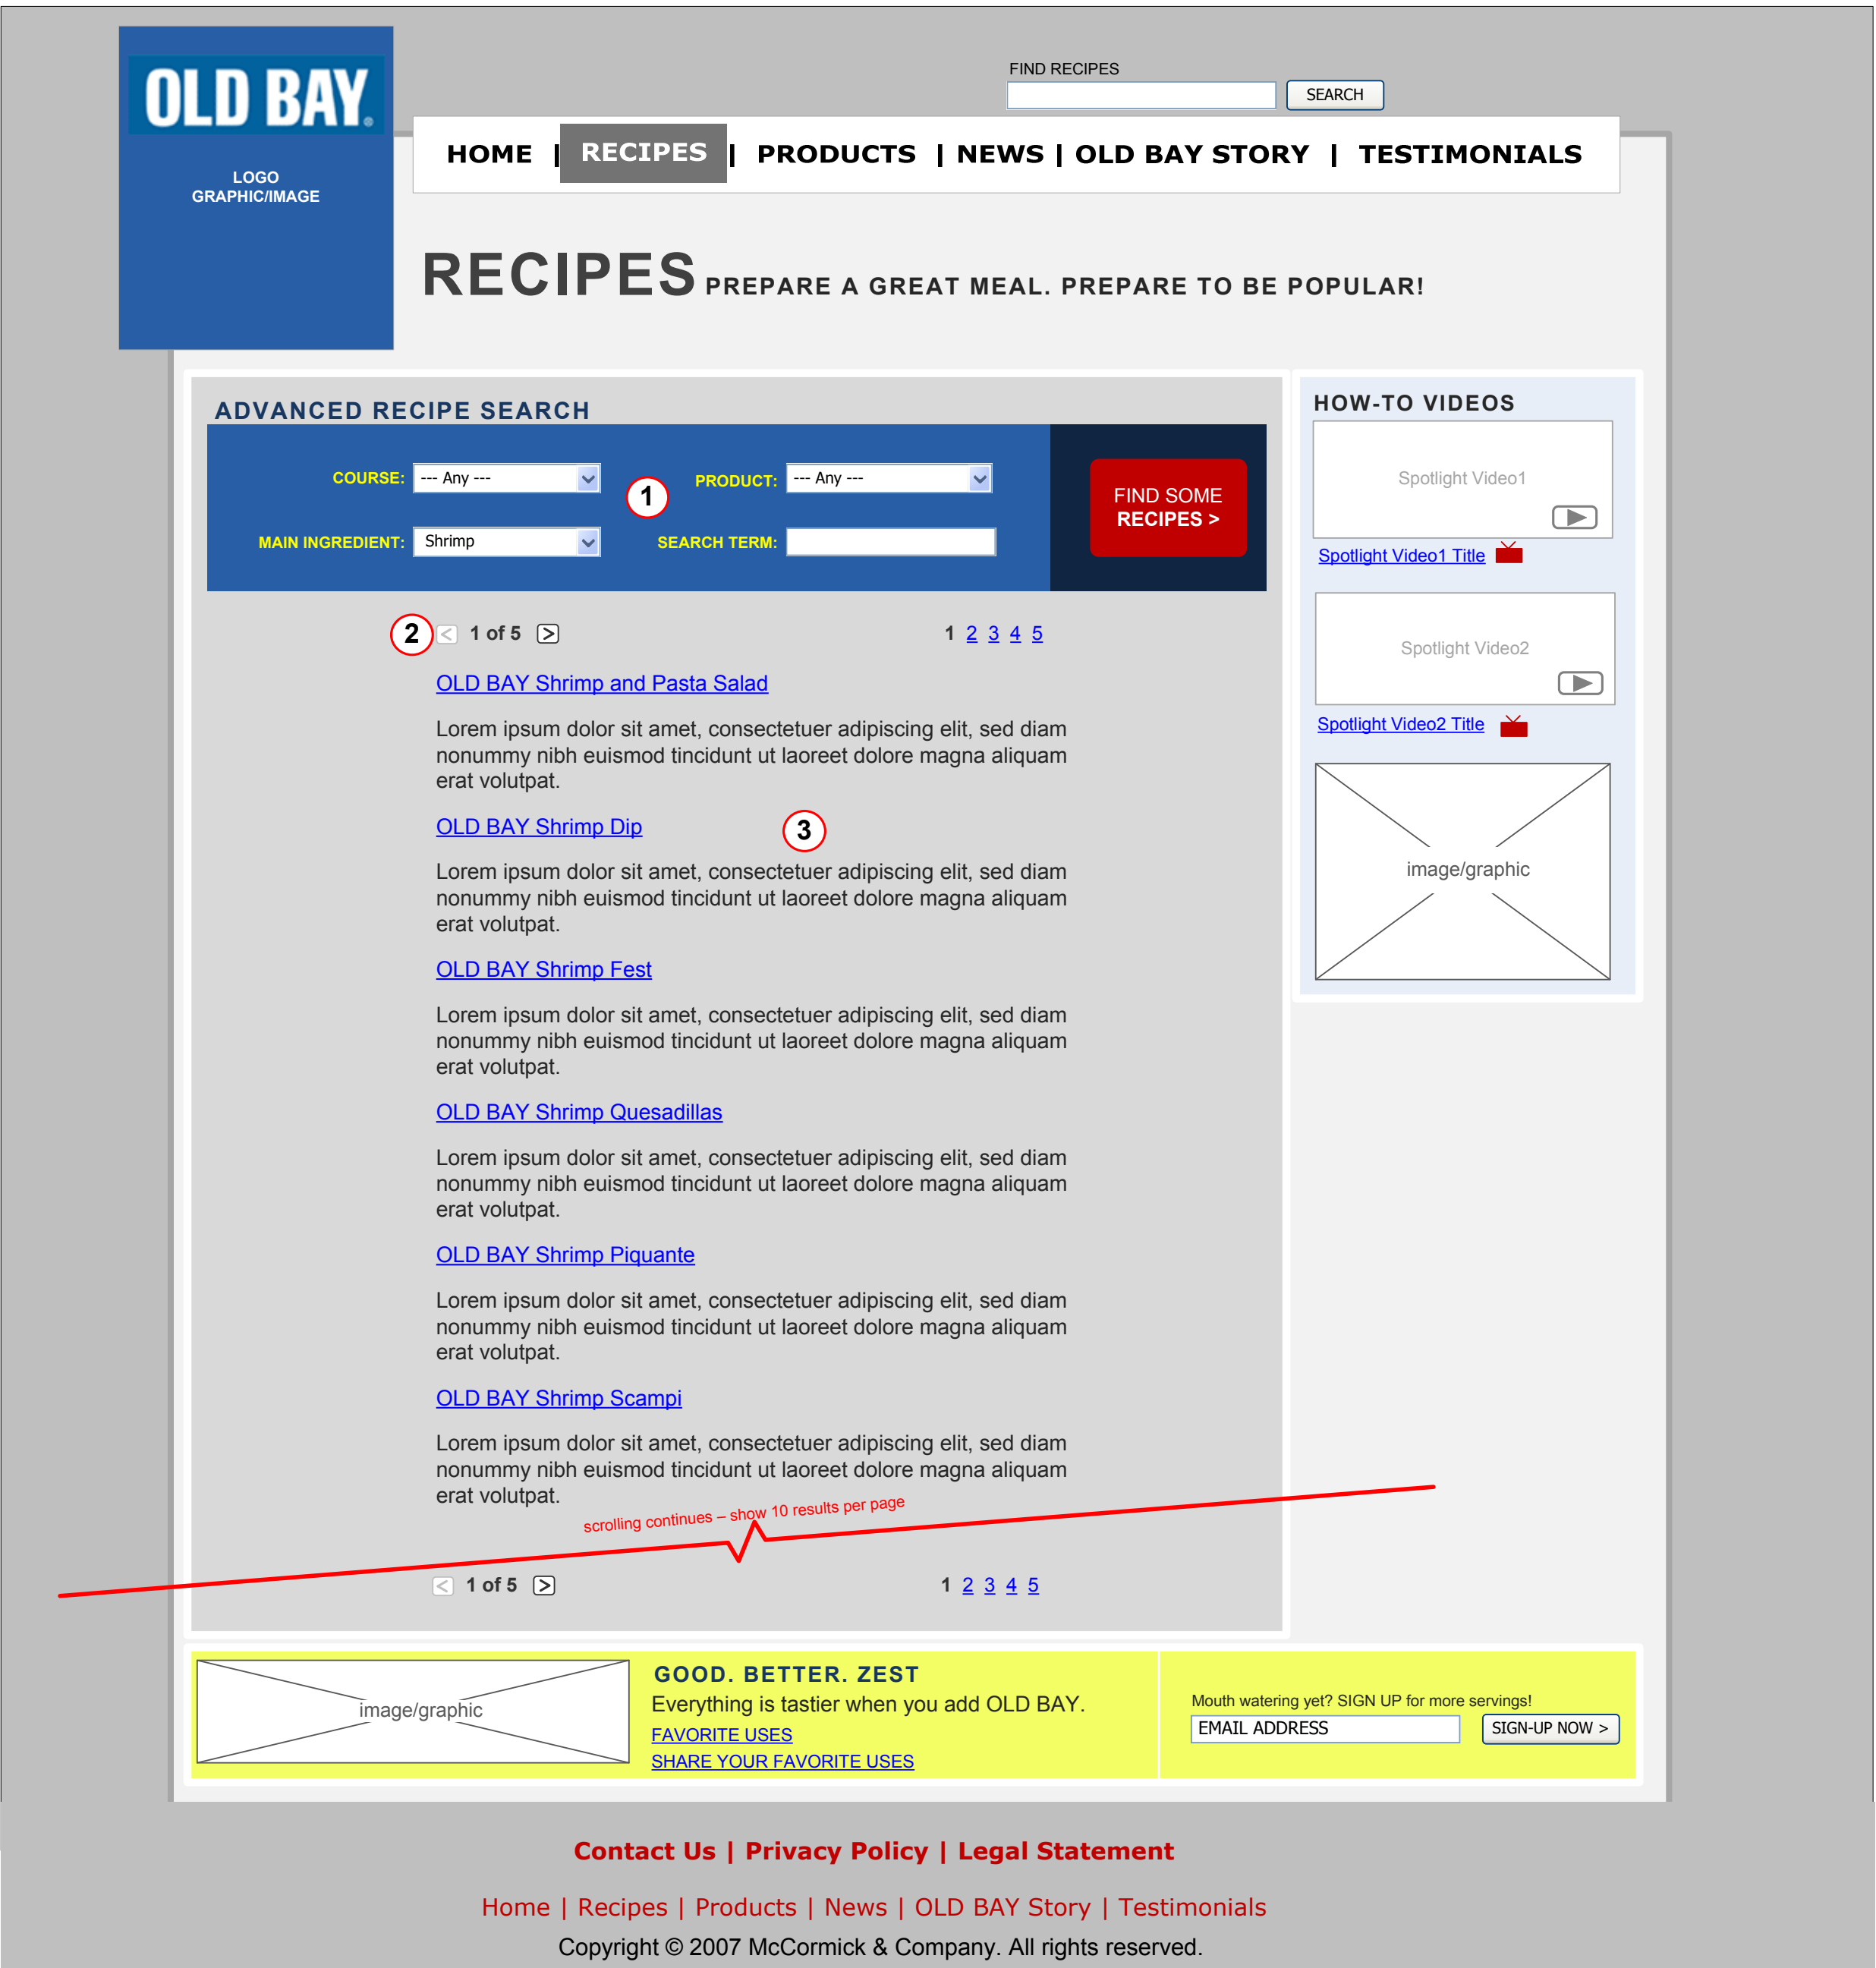 OLD BAY®
LOGO
GRAPHIC/IMAGE
FIND RECIPES
SEARCH
HOME | RECIPES | PRODUCTS | NEWS | OLD BAY STORY | TESTIMONIALS
RECIPES PREPARE A GREAT MEAL. PREPARE TO BE POPULAR!
ADVANCED RECIPE SEARCH
COURSE: --- Any ---
1
PRODUCT: --- Any ---
MAIN INGREDIENT: Shrimp
SEARCH TERM:
FIND SOME
RECIPES >
2
< 1 of 5 >
1 2 3 4 5
OLD BAY Shrimp and Pasta Salad
Lorem ipsum dolor sit amet, consectetuer adipiscing elit, sed diam
nonummy nibh euismod tincidunt ut laoreet dolore magna aliquam
erat volutpat.
OLD BAY Shrimp Dip
3
Lorem ipsum dolor sit amet, consectetuer adipiscing elit, sed diam
nonummy nibh euismod tincidunt ut laoreet dolore magna aliquam
erat volutpat.
OLD BAY Shrimp Fest
Lorem ipsum dolor sit amet, consectetuer adipiscing elit, sed diam
nonummy nibh euismod tincidunt ut laoreet dolore magna aliquam
erat volutpat.
OLD BAY Shrimp Quesadillas
Lorem ipsum dolor sit amet, consectetuer adipiscing elit, sed diam
nonummy nibh euismod tincidunt ut laoreet dolore magna aliquam
erat volutpat.
OLD BAY Shrimp Piquante
Lorem ipsum dolor sit amet, consectetuer adipiscing elit, sed diam
nonummy nibh euismod tincidunt ut laoreet dolore magna aliquam
erat volutpat.
OLD BAY Shrimp Scampi
Lorem ipsum dolor sit amet, consectetuer adipiscing elit, sed diam
nonummy nibh euismod tincidunt ut laoreet dolore magna aliquam
erat volutpat.
scrolling continues – show 10 results per page
< 1 of 5 >
1 2 3 4 5
HOW-TO VIDEOS
Spotlight Video1
Spotlight Video1 Title
Spotlight Video2
Spotlight Video2 Title
image/graphic
image/graphic
GOOD. BETTER. ZEST
Everything is tastier when you add OLD BAY.
FAVORITE USES
SHARE YOUR FAVORITE USES
Mouth watering yet? SIGN UP for more servings!
EMAIL ADDRESS
SIGN-UP NOW >
Contact Us | Privacy Policy | Legal Statement
Home | Recipes | Products | News | OLD BAY Story | Testimonials
Copyright © 2007 McCormick & Company. All rights reserved.